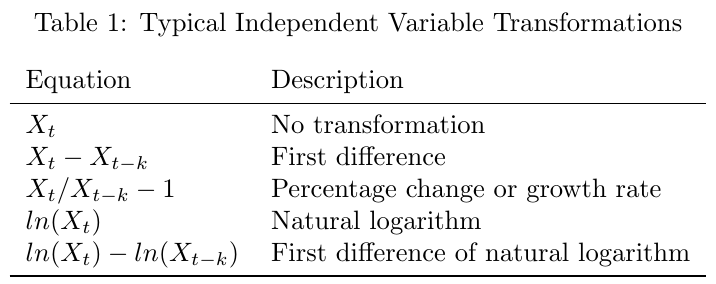 Table 1: Typical Independent Variable Transformations
Equation Description
X_t No transformation
X_t − X_{t−k} First difference
X_t/X_{t−k} − 1 Percentage change or growth rate
ln(X_t) Natural logarithm
ln(X_t) − ln(X_{t−k}) First difference of natural logarithm